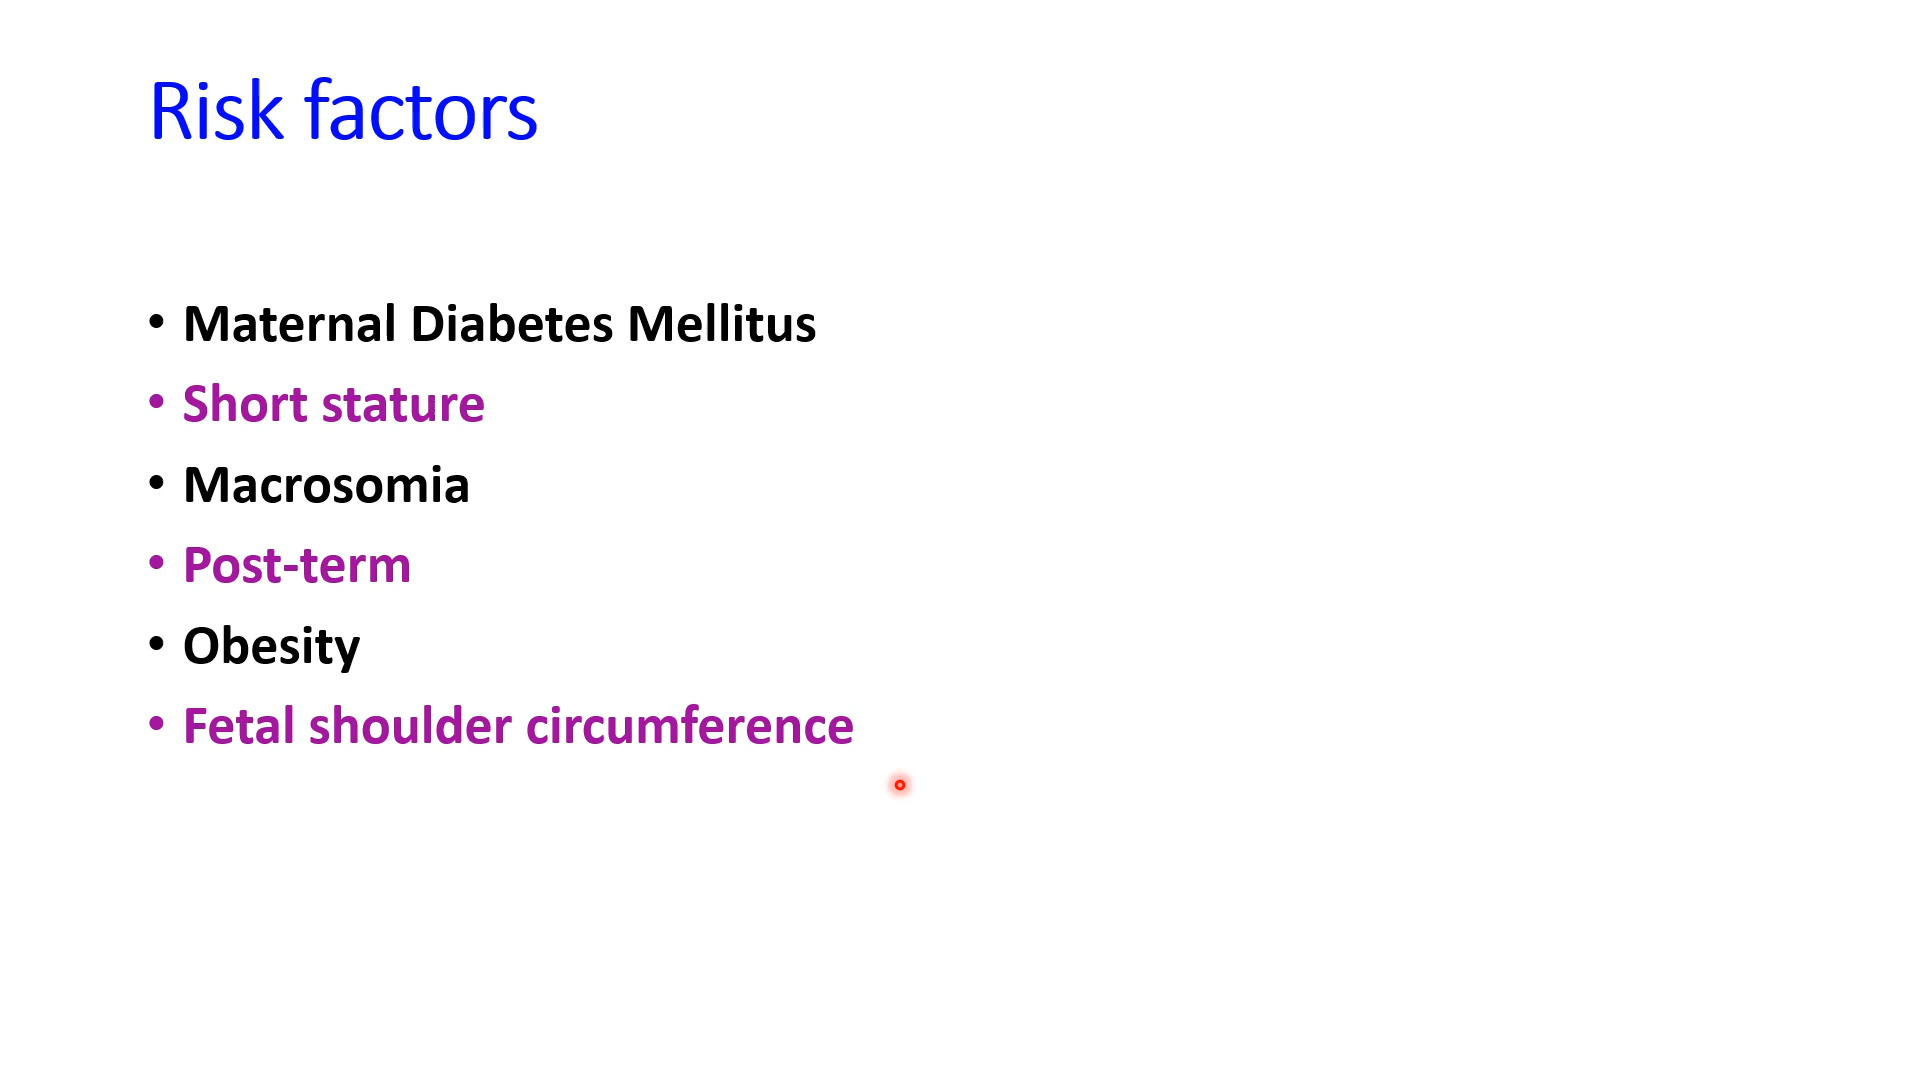 Risk factors
• Maternal Diabetes Mellitus
• Short stature
• Macrosomia
• Post-term
• Obesity
• Fetal shoulder circumference